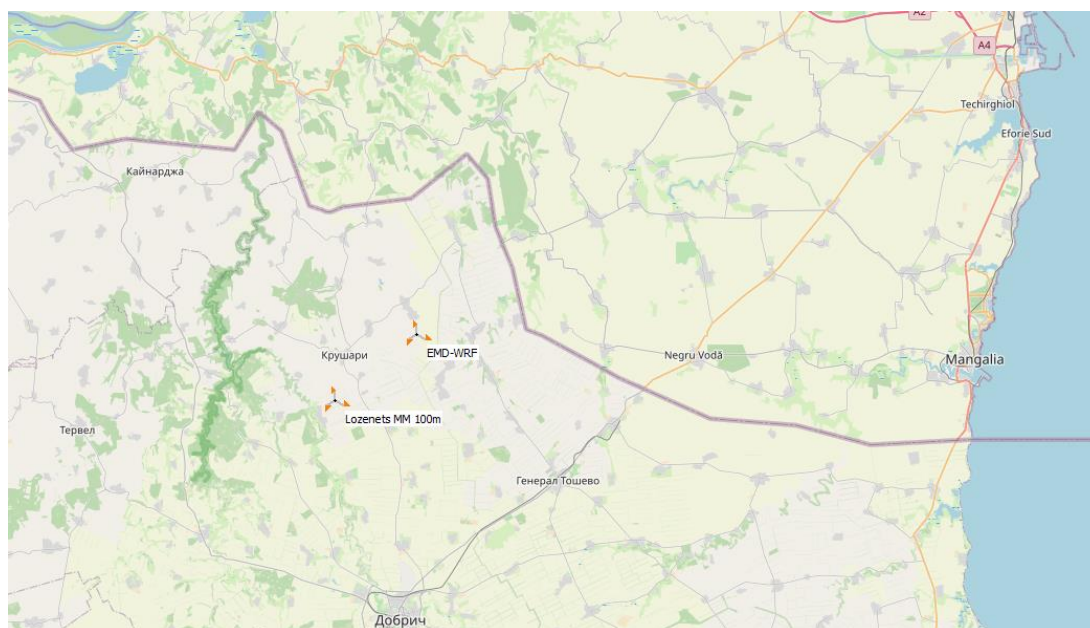 A2
A4
Techirghiol
Eforie Sud
Кайнарджа
EMD-WRF
Крушари
Negru Vodă
Mangalia
Lozenets MM 100m
Тервел
Генерал Тошево
Добрич